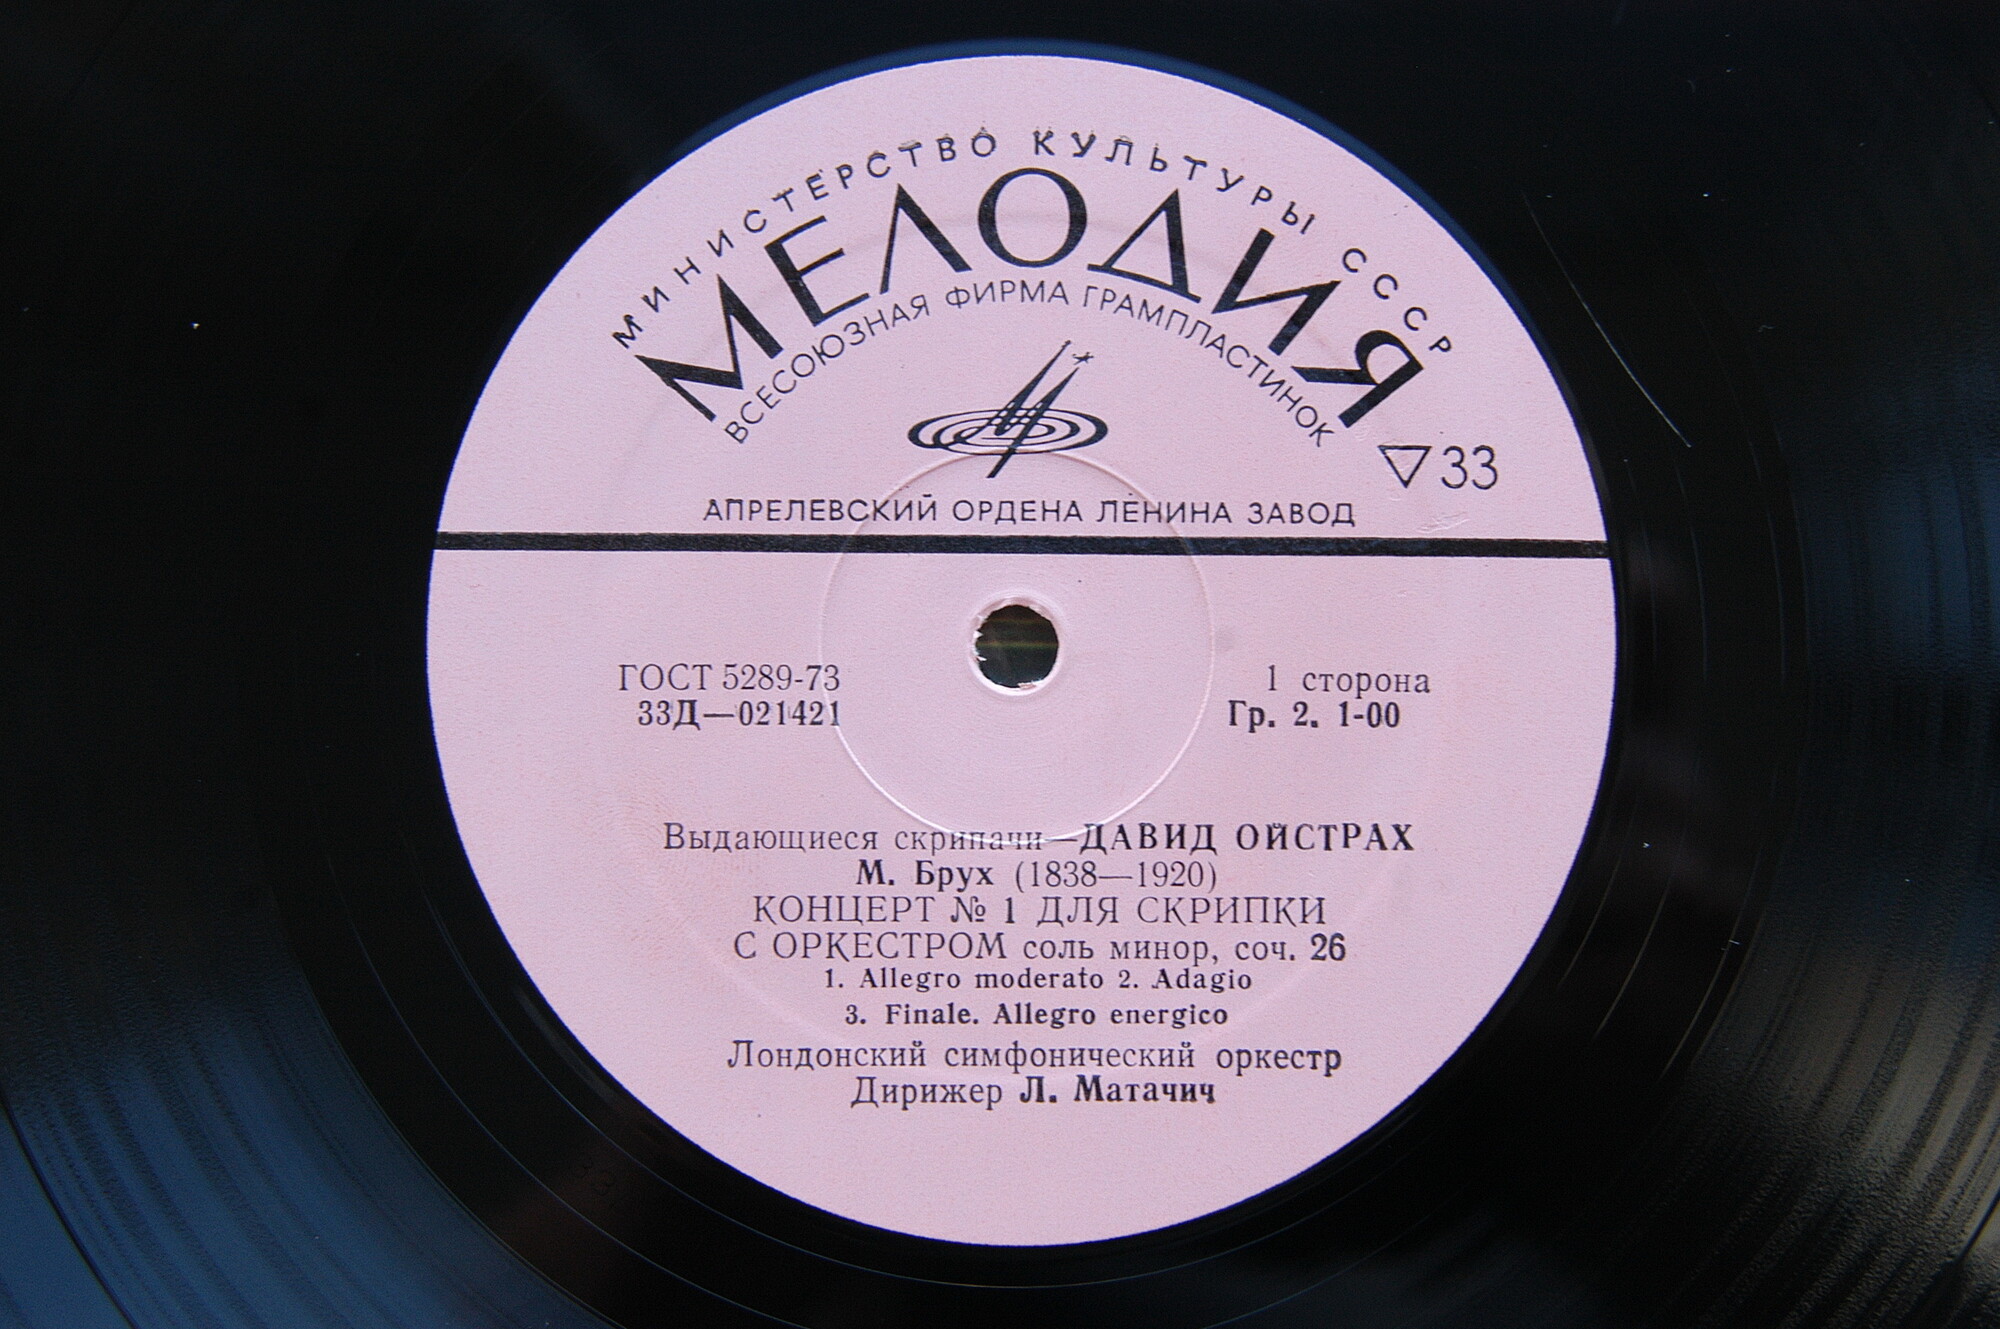 МИНИСТЕРСТВО КУЛЬТУРЫ СССР
МЕЛОДИЯ
ВСЕСОЮЗНАЯ ФИРМА ГРАМПЛАСТИНОК
▽33
АПРЕЛЕВСКИЙ ОРДЕНА ЛЕНИНА ЗАВОД
ГОСТ 5289-73
33Д—021421
1 сторона
Гр. 2. 1-00
Выдающиеся скрипачи—ДАВИД ОЙСТРАХ
М. Брух (1838—1920)
КОНЦЕРТ № 1 ДЛЯ СКРИПКИ
С ОРКЕСТРОМ соль минор, соч. 26
1. Allegro moderato 2. Adagio
3. Finale. Allegro energico
Лондонский симфонический оркестр
Дирижер Л. Матачич